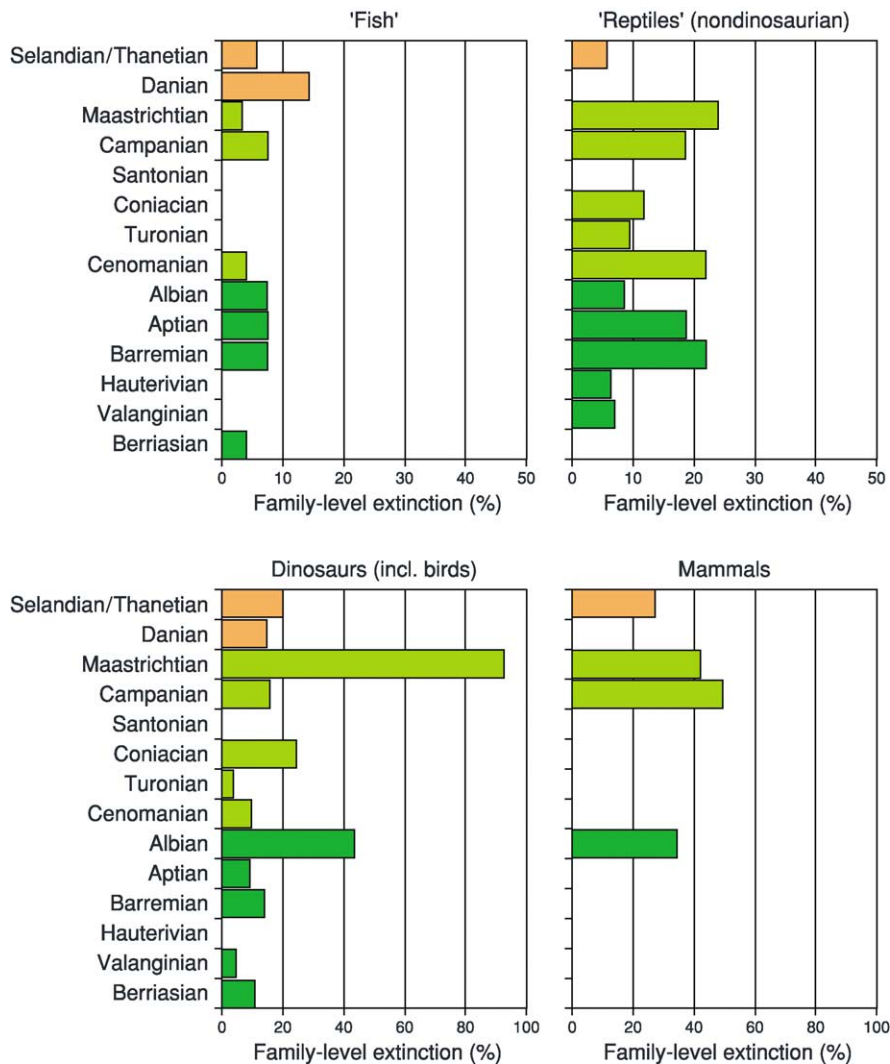 'Fish'
'Reptiles' (nondinosaurian)
Selandian/Thanetian
Danian
Maastrichtian
Campanian
Santonian
Coniacian
Turonian
Cenomanian
Albian
Aptian
Barremian
Hauterivian
Valanginian
Berriasian
0 10 20 30 40 50
0 10 20 30 40 50
Family-level extinction (%)
Family-level extinction (%)
Dinosaurs (incl. birds)
Mammals
Selandian/Thanetian
Danian
Maastrichtian
Campanian
Santonian
Coniacian
Turonian
Cenomanian
Albian
Aptian
Barremian
Hauterivian
Valanginian
Berriasian
0 20 40 60 80 100
0 20 40 60 80 100
Family-level extinction (%)
Family-level extinction (%)